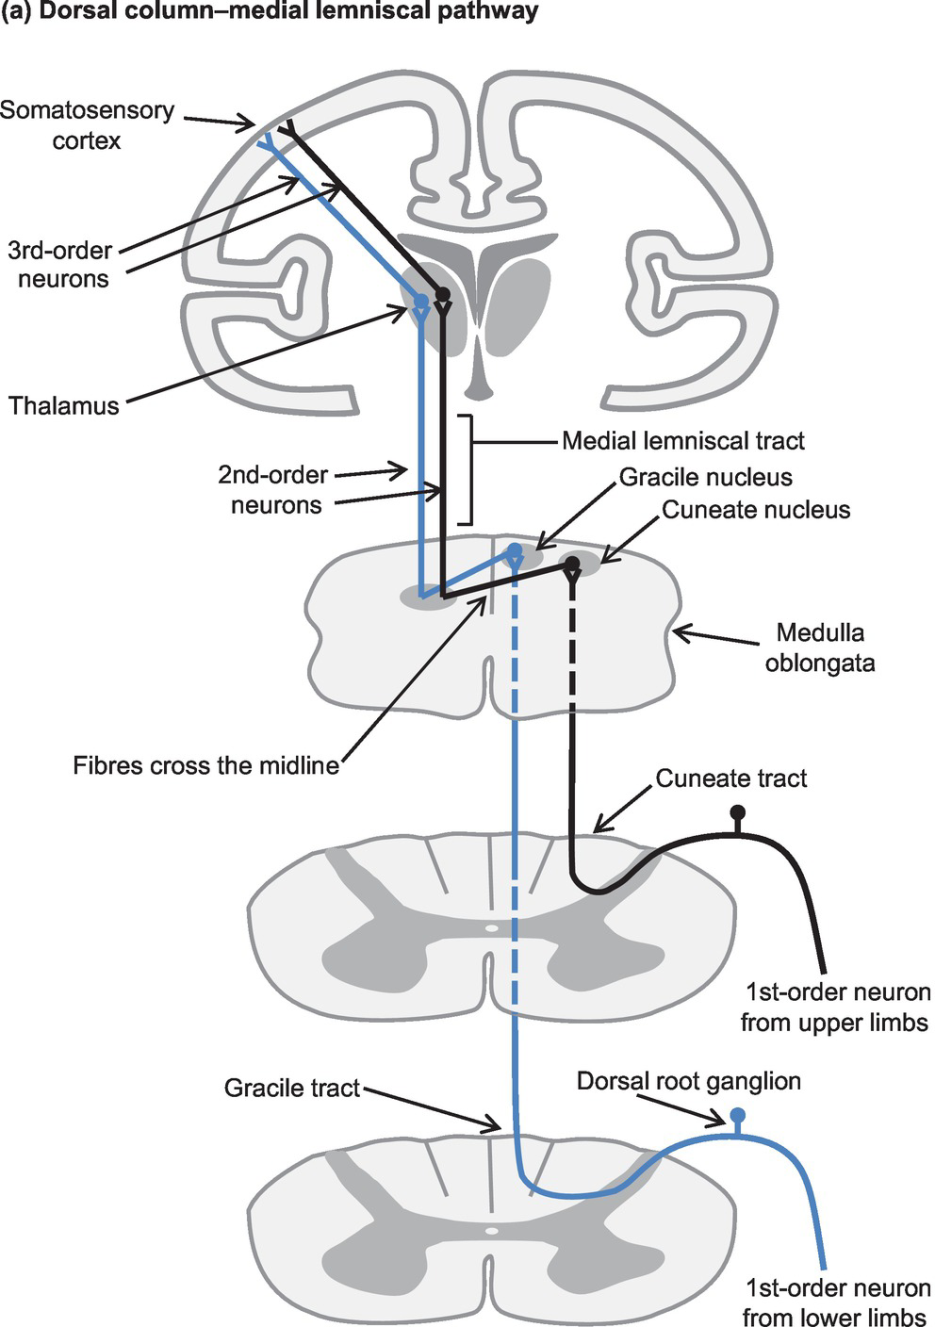 (a) Dorsal column–medial lemniscal pathway
Somatosensory
cortex
3rd-order
neurons
Thalamus
Medial lemniscal tract
2nd-order
neurons
Gracile nucleus
Cuneate nucleus
Medulla
oblongata
Fibres cross the midline
Cuneate tract
1st-order neuron
from upper limbs
Gracile tract
Dorsal root ganglion
1st-order neuron
from lower limbs